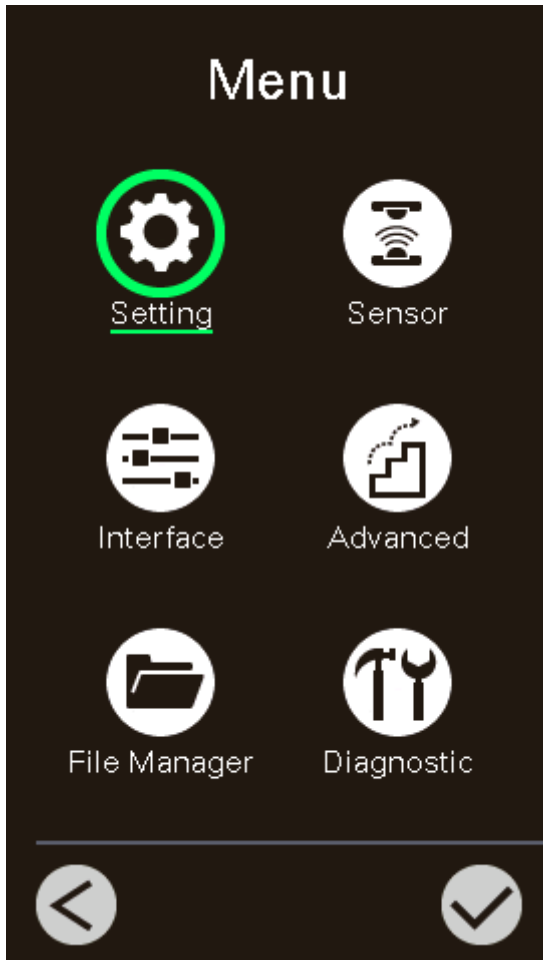 Menu
Setting
Sensor
Interface
Advanced
File Manager
Diagnostic